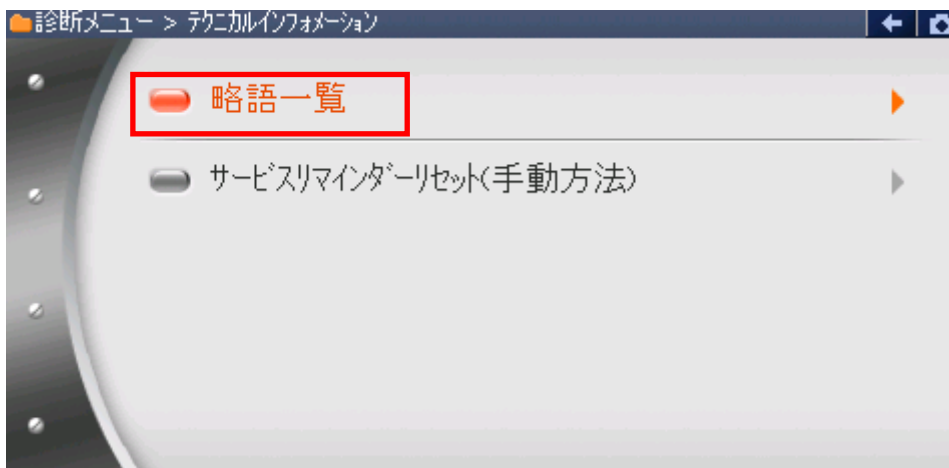 診断メニュー > ﾃｸﾆｶﾙｲﾝﾌｫﾒｰｼｮﾝ
略語一覧
ｻｰﾋﾞｽﾘﾏｲﾝﾀﾞｰﾘｾｯﾄ(手動方法)